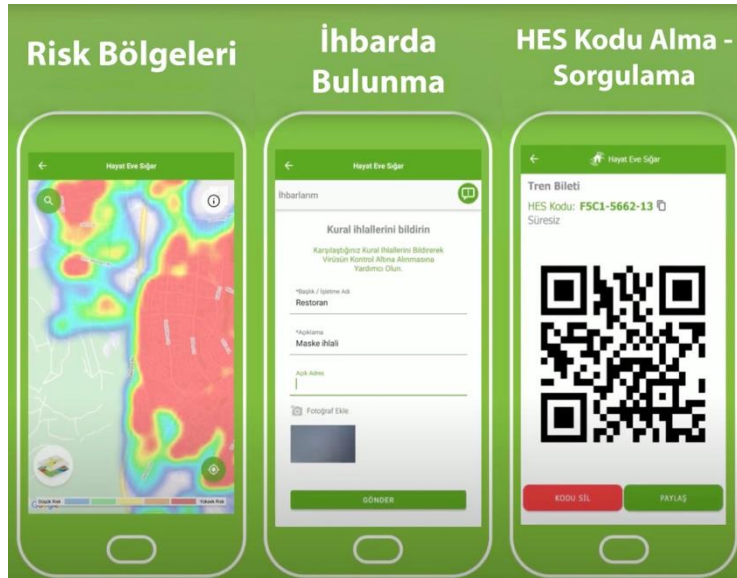 Risk Bölgeleri
Hayat Eve Sığar
Düşük Risk
Yüksek Risk
Google
İhbarda
Bulunma
Hayat Eve Sığar
İhbarlarım
Kural ihlallerini bildirin
Karşılaştığınız Kural İhlallerini Bildirerek
Virüsün Kontrol Altına Alınmasına
Yardımcı Olun.
*Başlık / İşletme Adı
Restoran
*Açıklama
Maske ihlali
Açık Adres
Fotoğraf Ekle
GÖNDER
HES Kodu Alma -
Sorgulama
Hayat Eve Sığar
Tren Bileti
HES Kodu: F5C1-5662-13
Süresiz
KODU SİL
PAYLAŞ